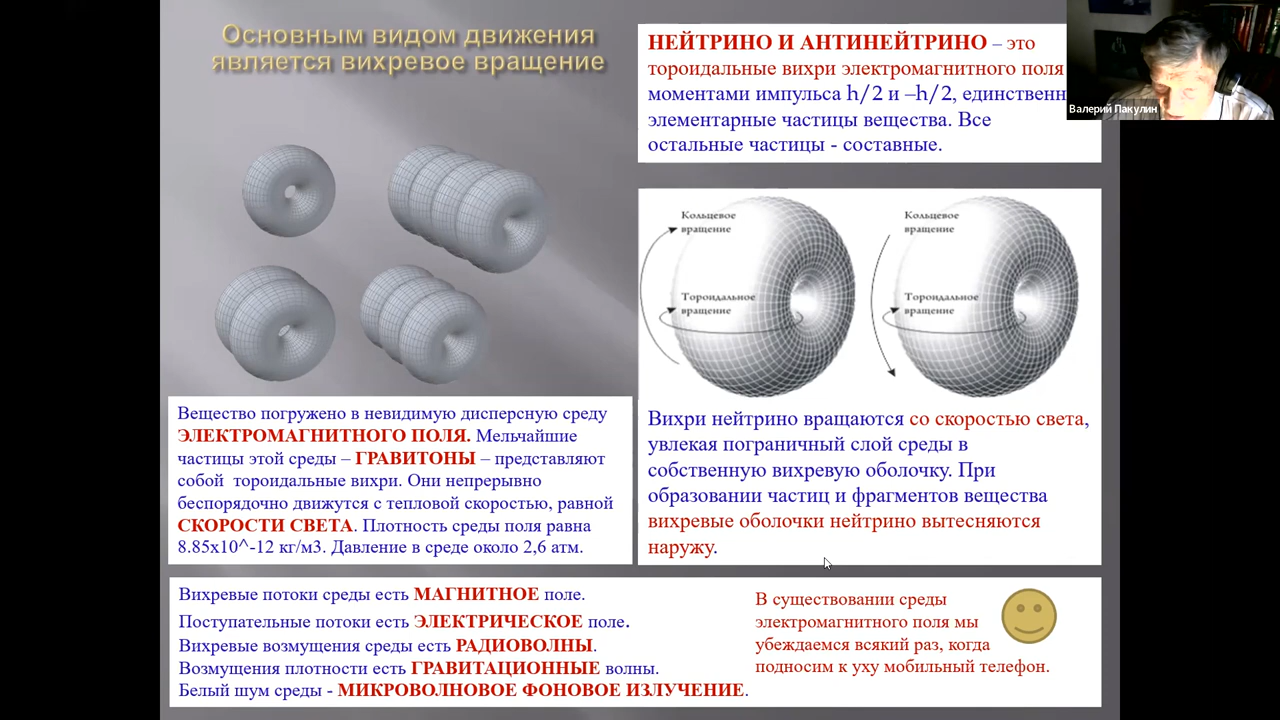 Основным видом движения
является вихревое вращение
НЕЙТРИНО И АНТИНЕЙТРИНО – это
тороидальные вихри электромагнитного поля
моментами импульса h/2 и –h/2, единственн
элементарные частицы вещества. Все
остальные частицы - составные.
Валерий Пакулин
Кольцевое
вращение
Тороидальное
вращение
Кольцевое
вращение
Тороидальное
вращение
Вещество погружено в невидимую дисперсную среду
ЭЛЕКТРОМАГНИТНОГО ПОЛЯ. Мельчайшие
частицы этой среды – ГРАВИТОНЫ – представляют
собой тороидальные вихри. Они непрерывно
беспорядочно движутся с тепловой скоростью, равной
СКОРОСТИ СВЕТА. Плотность среды поля равна
8.85x10^-12 кг/м3. Давление в среде около 2,6 атм.
Вихри нейтрино вращаются со скоростью света,
увлекая пограничный слой среды в
собственную вихревую оболочку. При
образовании частиц и фрагментов вещества
вихревые оболочки нейтрино вытесняются
наружу.
Вихревые потоки среды есть МАГНИТНОЕ поле.
Поступательные потоки есть ЭЛЕКТРИЧЕСКОЕ поле.
Вихревые возмущения среды есть РАДИОВОЛНЫ.
Возмущения плотности есть ГРАВИТАЦИОННЫЕ волны.
Белый шум среды - МИКРОВОЛНОВОЕ ФОНОВОЕ ИЗЛУЧЕНИЕ.
В существовании среды
электромагнитного поля мы
убеждаемся всякий раз, когда
подносим к уху мобильный телефон.